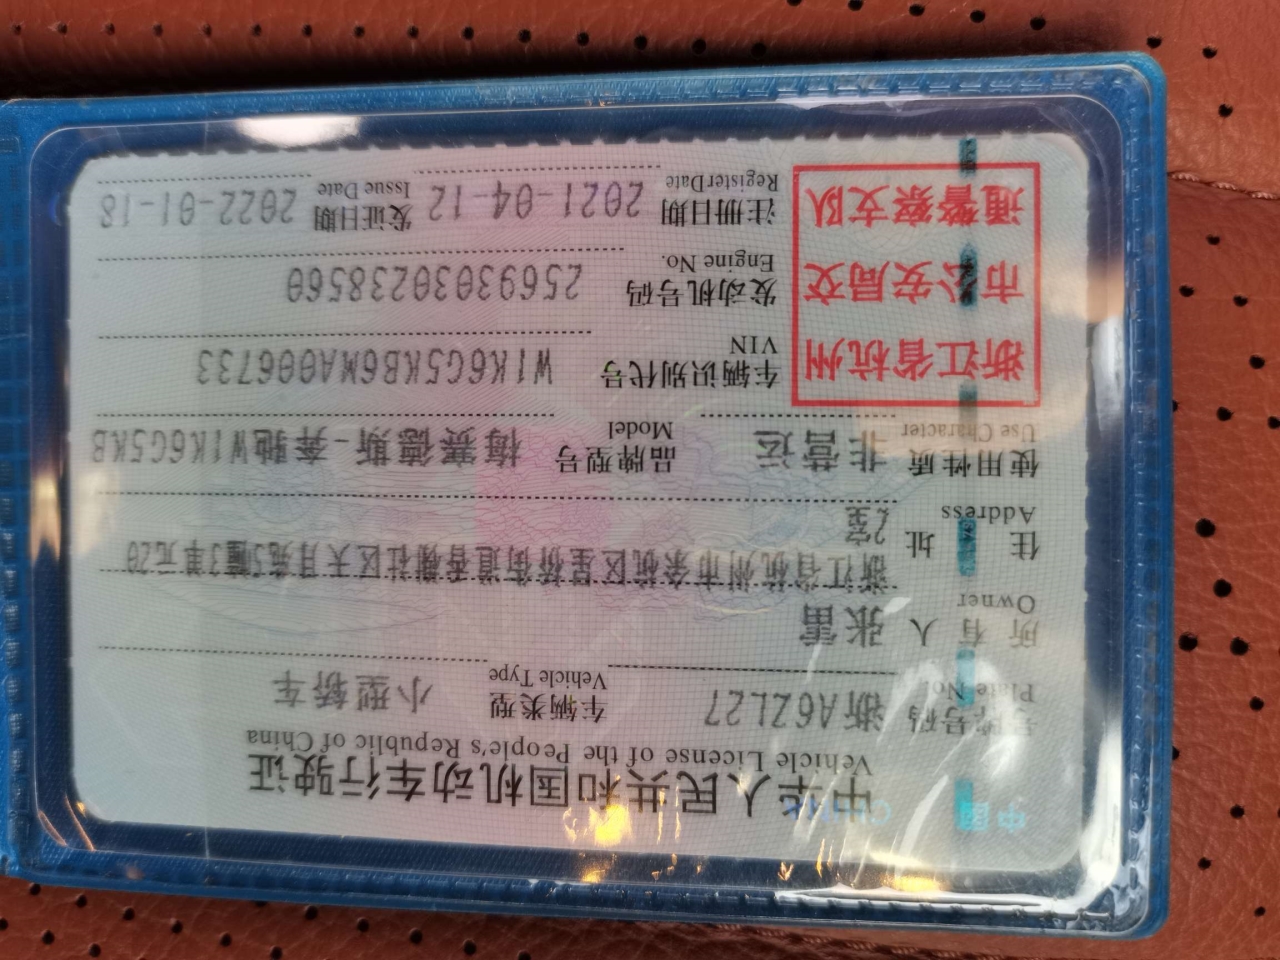 中华人民共和国机动车行驶证
Vehicle License of the People's Republic of China
号牌号码 浙A6ZL27 车辆类型 小型轿车
Plate No. Vehicle Type
所有人 张雷
Owner
浙江省杭州市余杭区星桥街道香榭社区天月苑5幢3单元20
住址 2室
Address
使用性质 非营运 品牌型号 梅赛德斯-奔驰W1K6G5KB
Use Character Model
浙江省杭州
市公安局交
通警察支队
车辆识别代号 W1K6G5KB6MA006733
VIN
发动机号码 25693030238560
Engine No.
注册日期 2021-04-12 发证日期 2022-01-18
Register Date Issue Date
中国